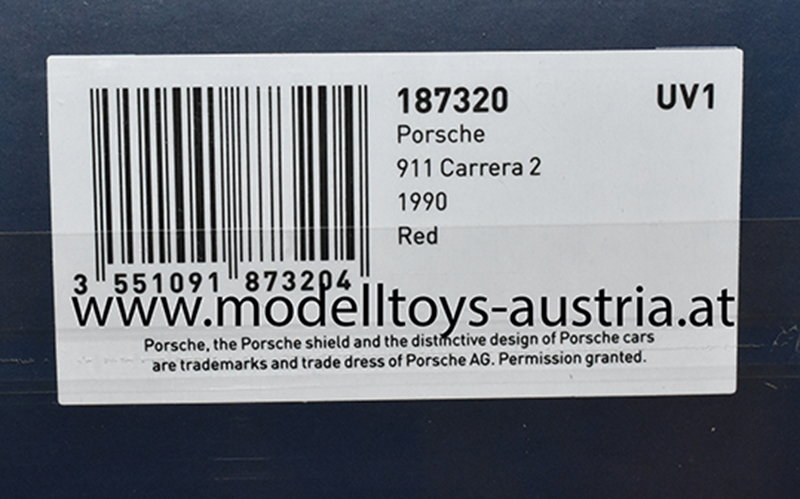 187320 UV1
Porsche
911 Carrera 2
1990
Red
3 551091 873204
www.modelltoys-austria.at
Porsche, the Porsche shield and the distinctive design of Porsche cars
are trademarks and trade dress of Porsche AG. Permission granted.